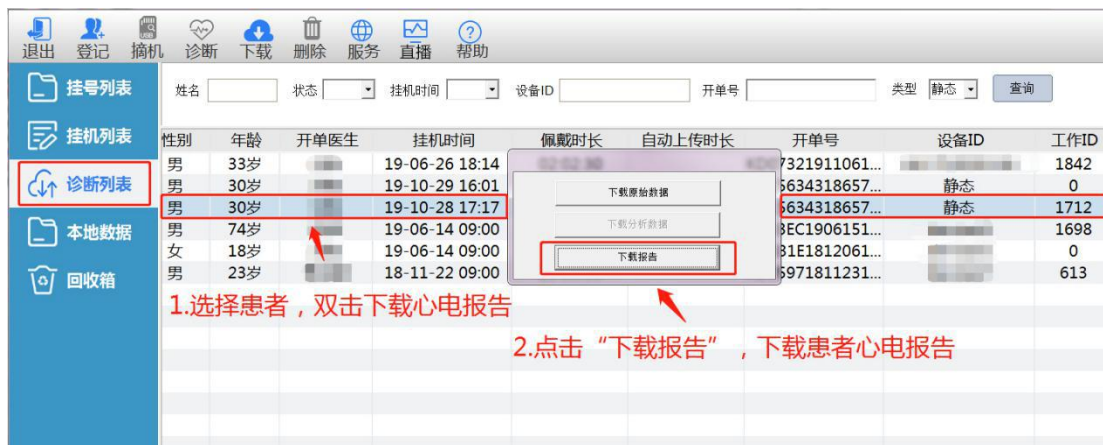 退出 登记 摘机 诊断 下载 删除 服务 直播 帮助
挂号列表
姓名 状态 挂机时间 设备ID 开单号 类型 静态 查询
挂机列表
性别 年龄 开单医生 挂机时间 佩戴时长 自动上传时长 开单号 设备ID 工作ID
男 33岁 19-06-26 18:14 7321911061... 1842
诊断列表
男 30岁 19-10-29 16:01 5634318657... 静态 0
下载原始数据
男 30岁 19-10-28 17:17 5634318657... 静态 1712
下载分析数据
本地数据
男 74岁 19-06-14 09:00 3EC1906151... 1698
女 18岁 19-06-14 09:00 31E1812061... 0
下载报告
回收箱
男 23岁 18-11-22 09:00 5971811231... 613
1.选择患者，双击下载心电报告
2.点击“下载报告”，下载患者心电报告